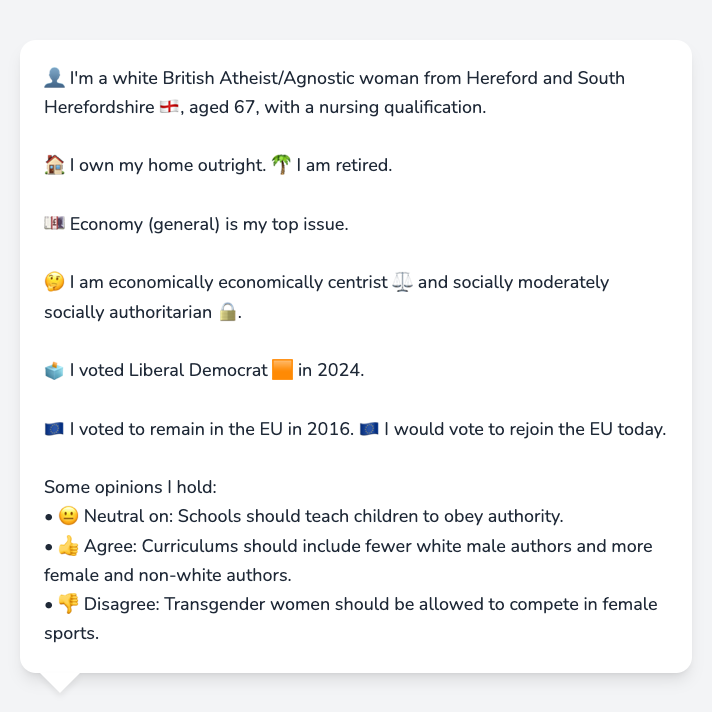 👤 I'm a white British Atheist/Agnostic woman from Hereford and South
Herefordshire 🏴󠁧󠁢󠁥󠁮󠁧󠁿, aged 67, with a nursing qualification.
🏠 I own my home outright. 🌴 I am retired.
💷 Economy (general) is my top issue.
🤔 I am economically economically centrist ⚖️ and socially moderately
socially authoritarian 🔒.
🗳️ I voted Liberal Democrat 🟧 in 2024.
🇪🇺 I voted to remain in the EU in 2016. 🇪🇺 I would vote to rejoin the EU today.
Some opinions I hold:
• 😐 Neutral on: Schools should teach children to obey authority.
• 👍 Agree: Curriculums should include fewer white male authors and more
female and non-white authors.
• 👎 Disagree: Transgender women should be allowed to compete in female
sports.